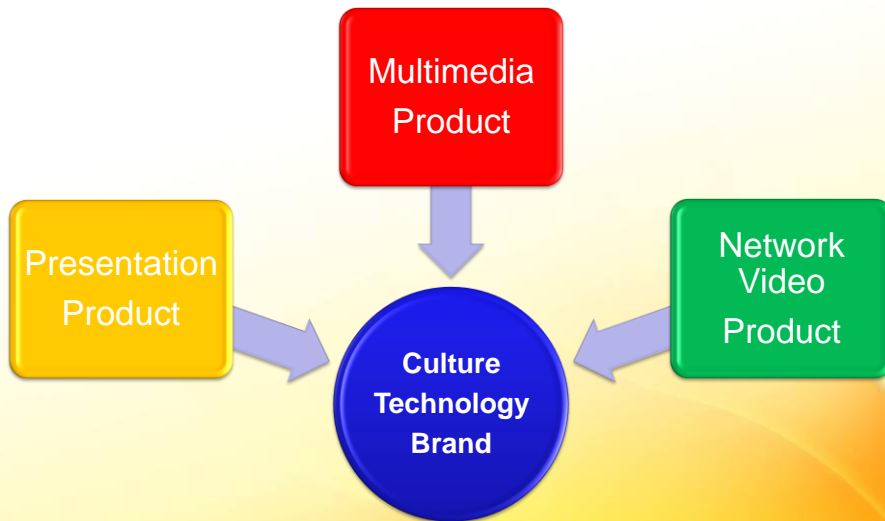 Multimedia
Product
Presentation
Product
Network
Video
Product
Culture
Technology
Brand